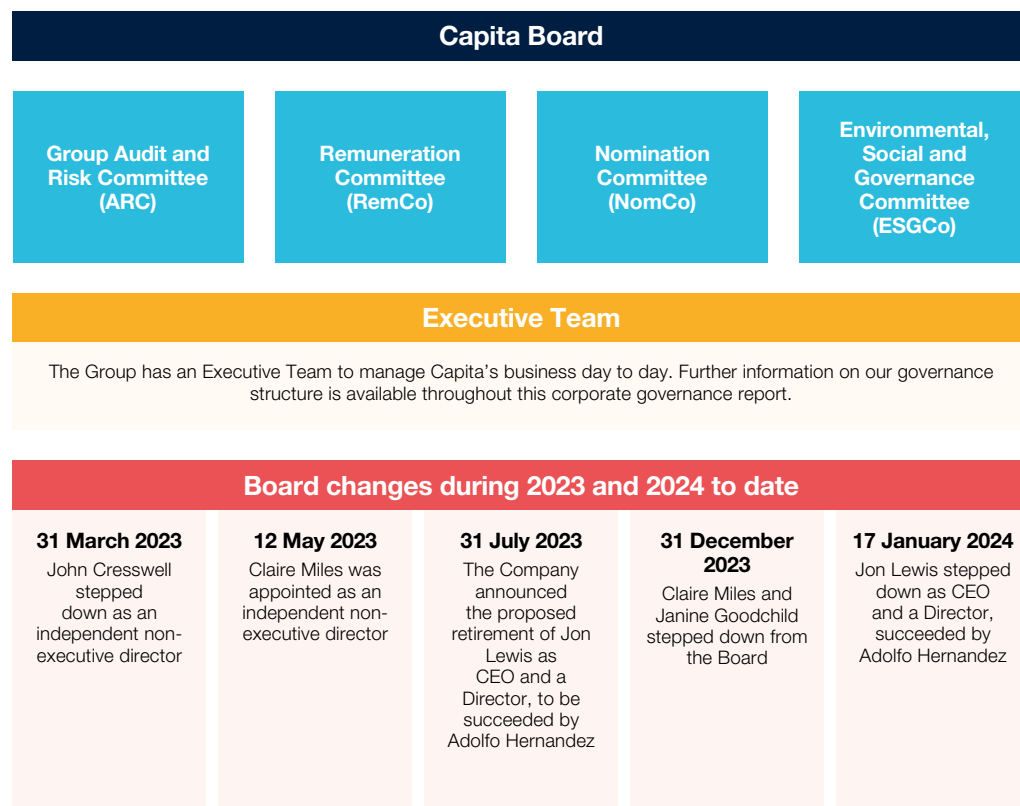 Capita Board
Group Audit and
Risk Committee
(ARC)
Remuneration
Committee
(RemCo)
Nomination
Committee
(NomCo)
Environmental,
Social and
Governance
Committee
(ESGCo)
Executive Team
The Group has an Executive Team to manage Capita’s business day to day. Further information on our governance
structure is available throughout this corporate governance report.
Board changes during 2023 and 2024 to date
31 March 2023
John Cresswell
stepped
down as an
independent non-
executive director
12 May 2023
Claire Miles was
appointed as an
independent non-
executive director
31 July 2023
The Company
announced
the proposed
retirement of Jon
Lewis as
CEO and a
Director, to be
succeeded by
Adolfo Hernandez
31 December
2023
Claire Miles and
Janine Goodchild
stepped down from
the Board
17 January 2024
Jon Lewis stepped
down as CEO
and a Director,
succeeded by
Adolfo Hernandez